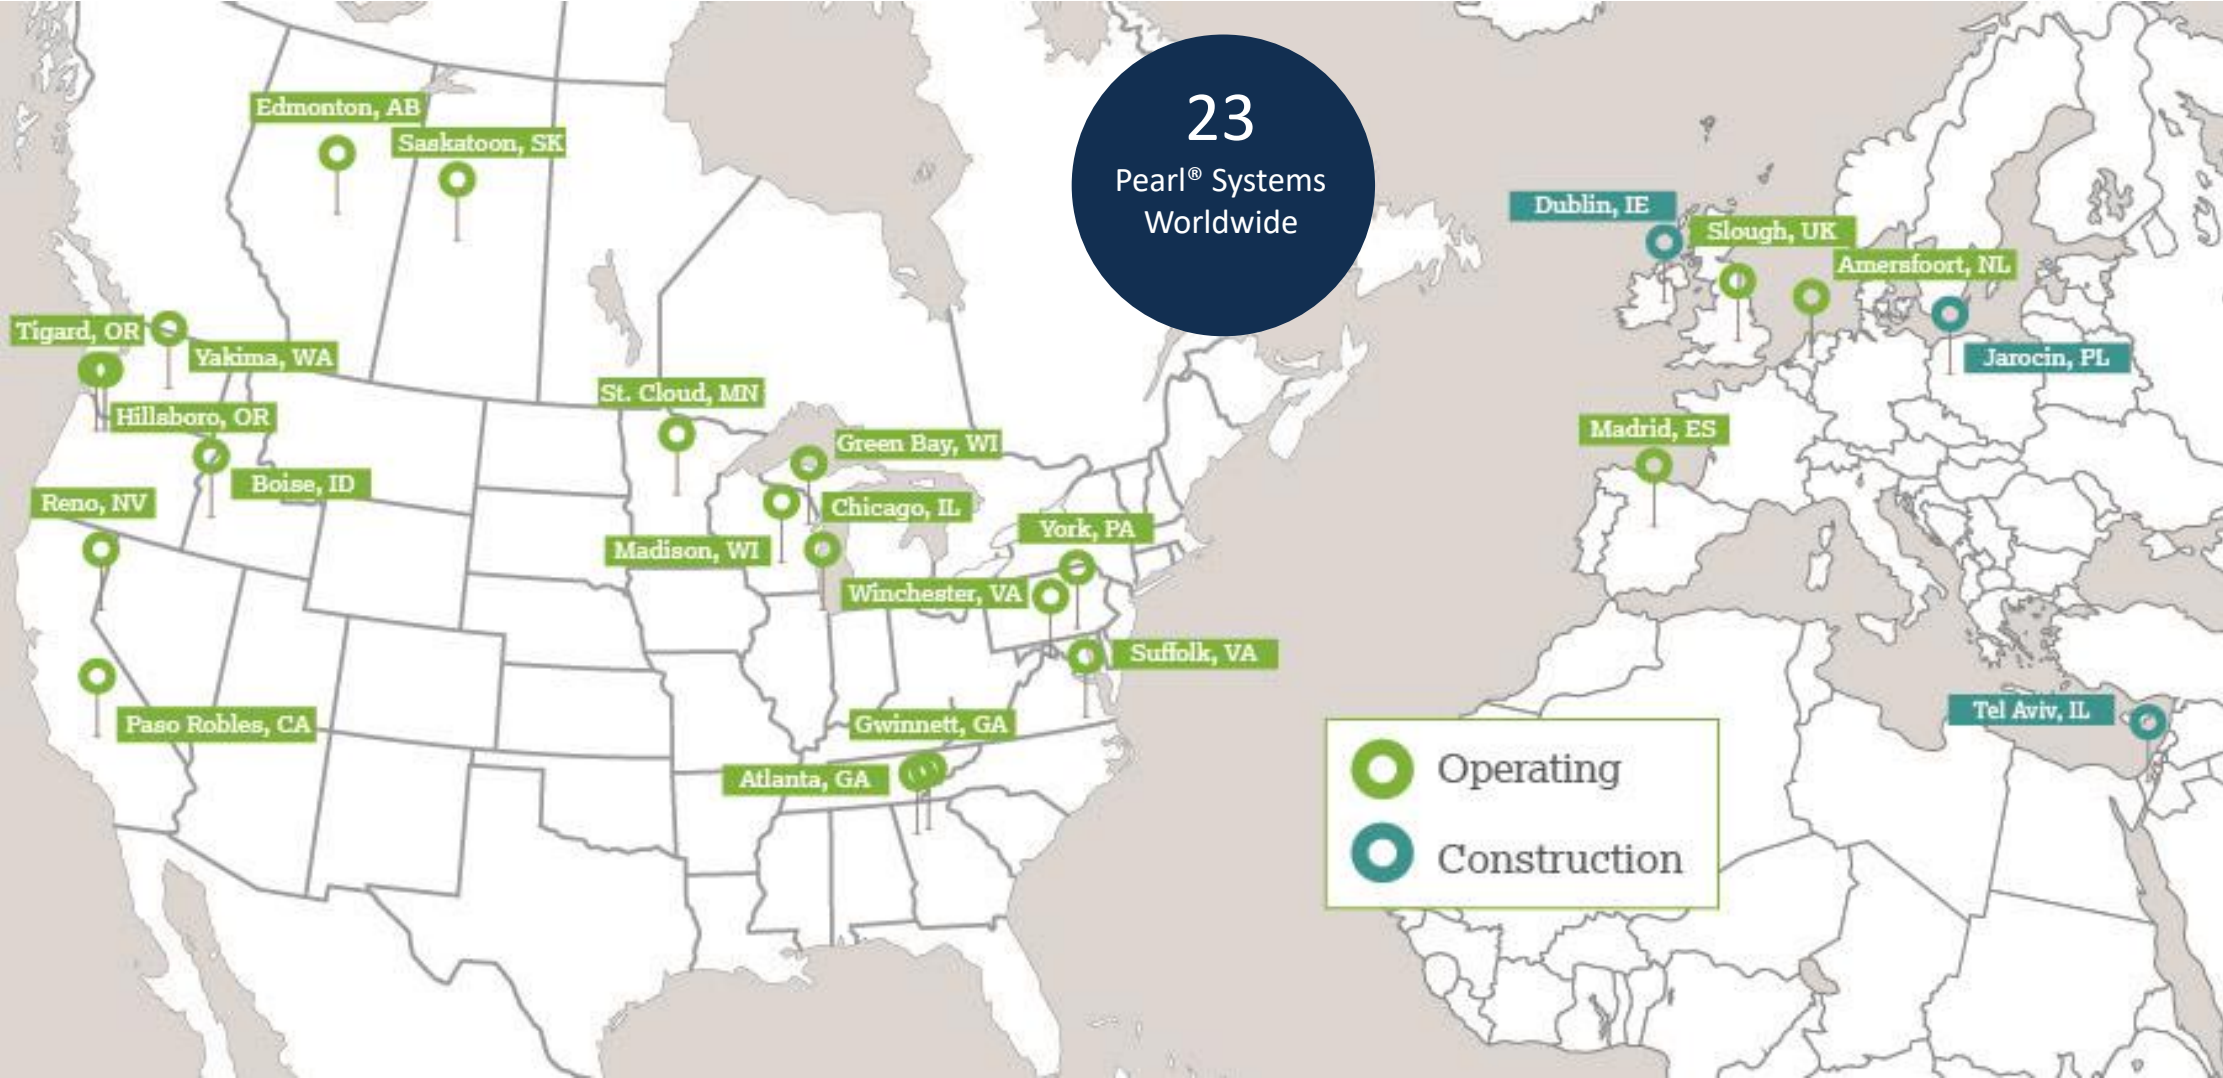 23
Pearl® Systems
Worldwide
Edmonton, AB
Saskatoon, SK
Tigard, OR
Yakima, WA
Hillsboro, OR
Boise, ID
Reno, NV
Paso Robles, CA
St. Cloud, MN
Green Bay, WI
Chicago, IL
Madison, WI
York, PA
Winchester, VA
Suffolk, VA
Gwinnett, GA
Atlanta, GA
Dublin, IE
Slough, UK
Amersfoort, NL
Jarocin, PL
Madrid, ES
Tel Aviv, IL
Operating
Construction